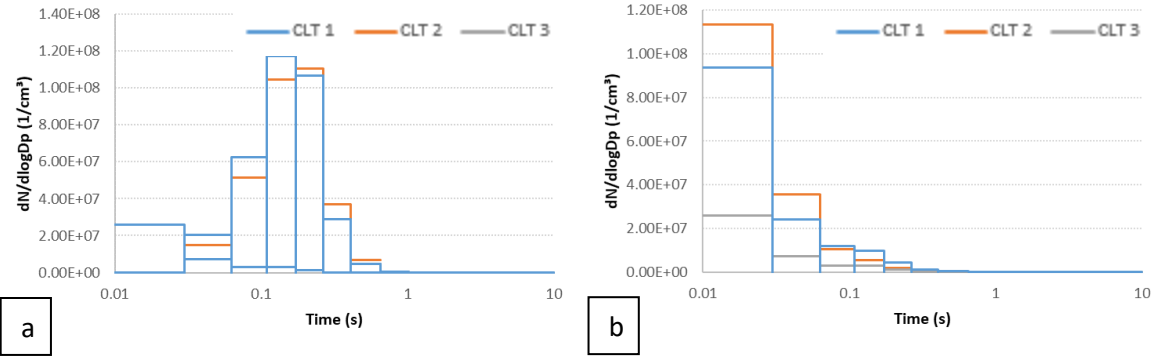 1.40E+08
1.20E+08
1.00E+08
8.00E+07
6.00E+07
4.00E+07
2.00E+07
0.00E+00
dN/dlogDp (1/cm³)
CLT 1 CLT 2 CLT 3
0.01 0.1 1 10
Time (s)
a
1.20E+08
1.00E+08
8.00E+07
6.00E+07
4.00E+07
2.00E+07
0.00E+00
dN/dlogDp (1/cm³)
CLT 1 CLT 2 CLT 3
0.01 0.1 1 10
Time (s)
b